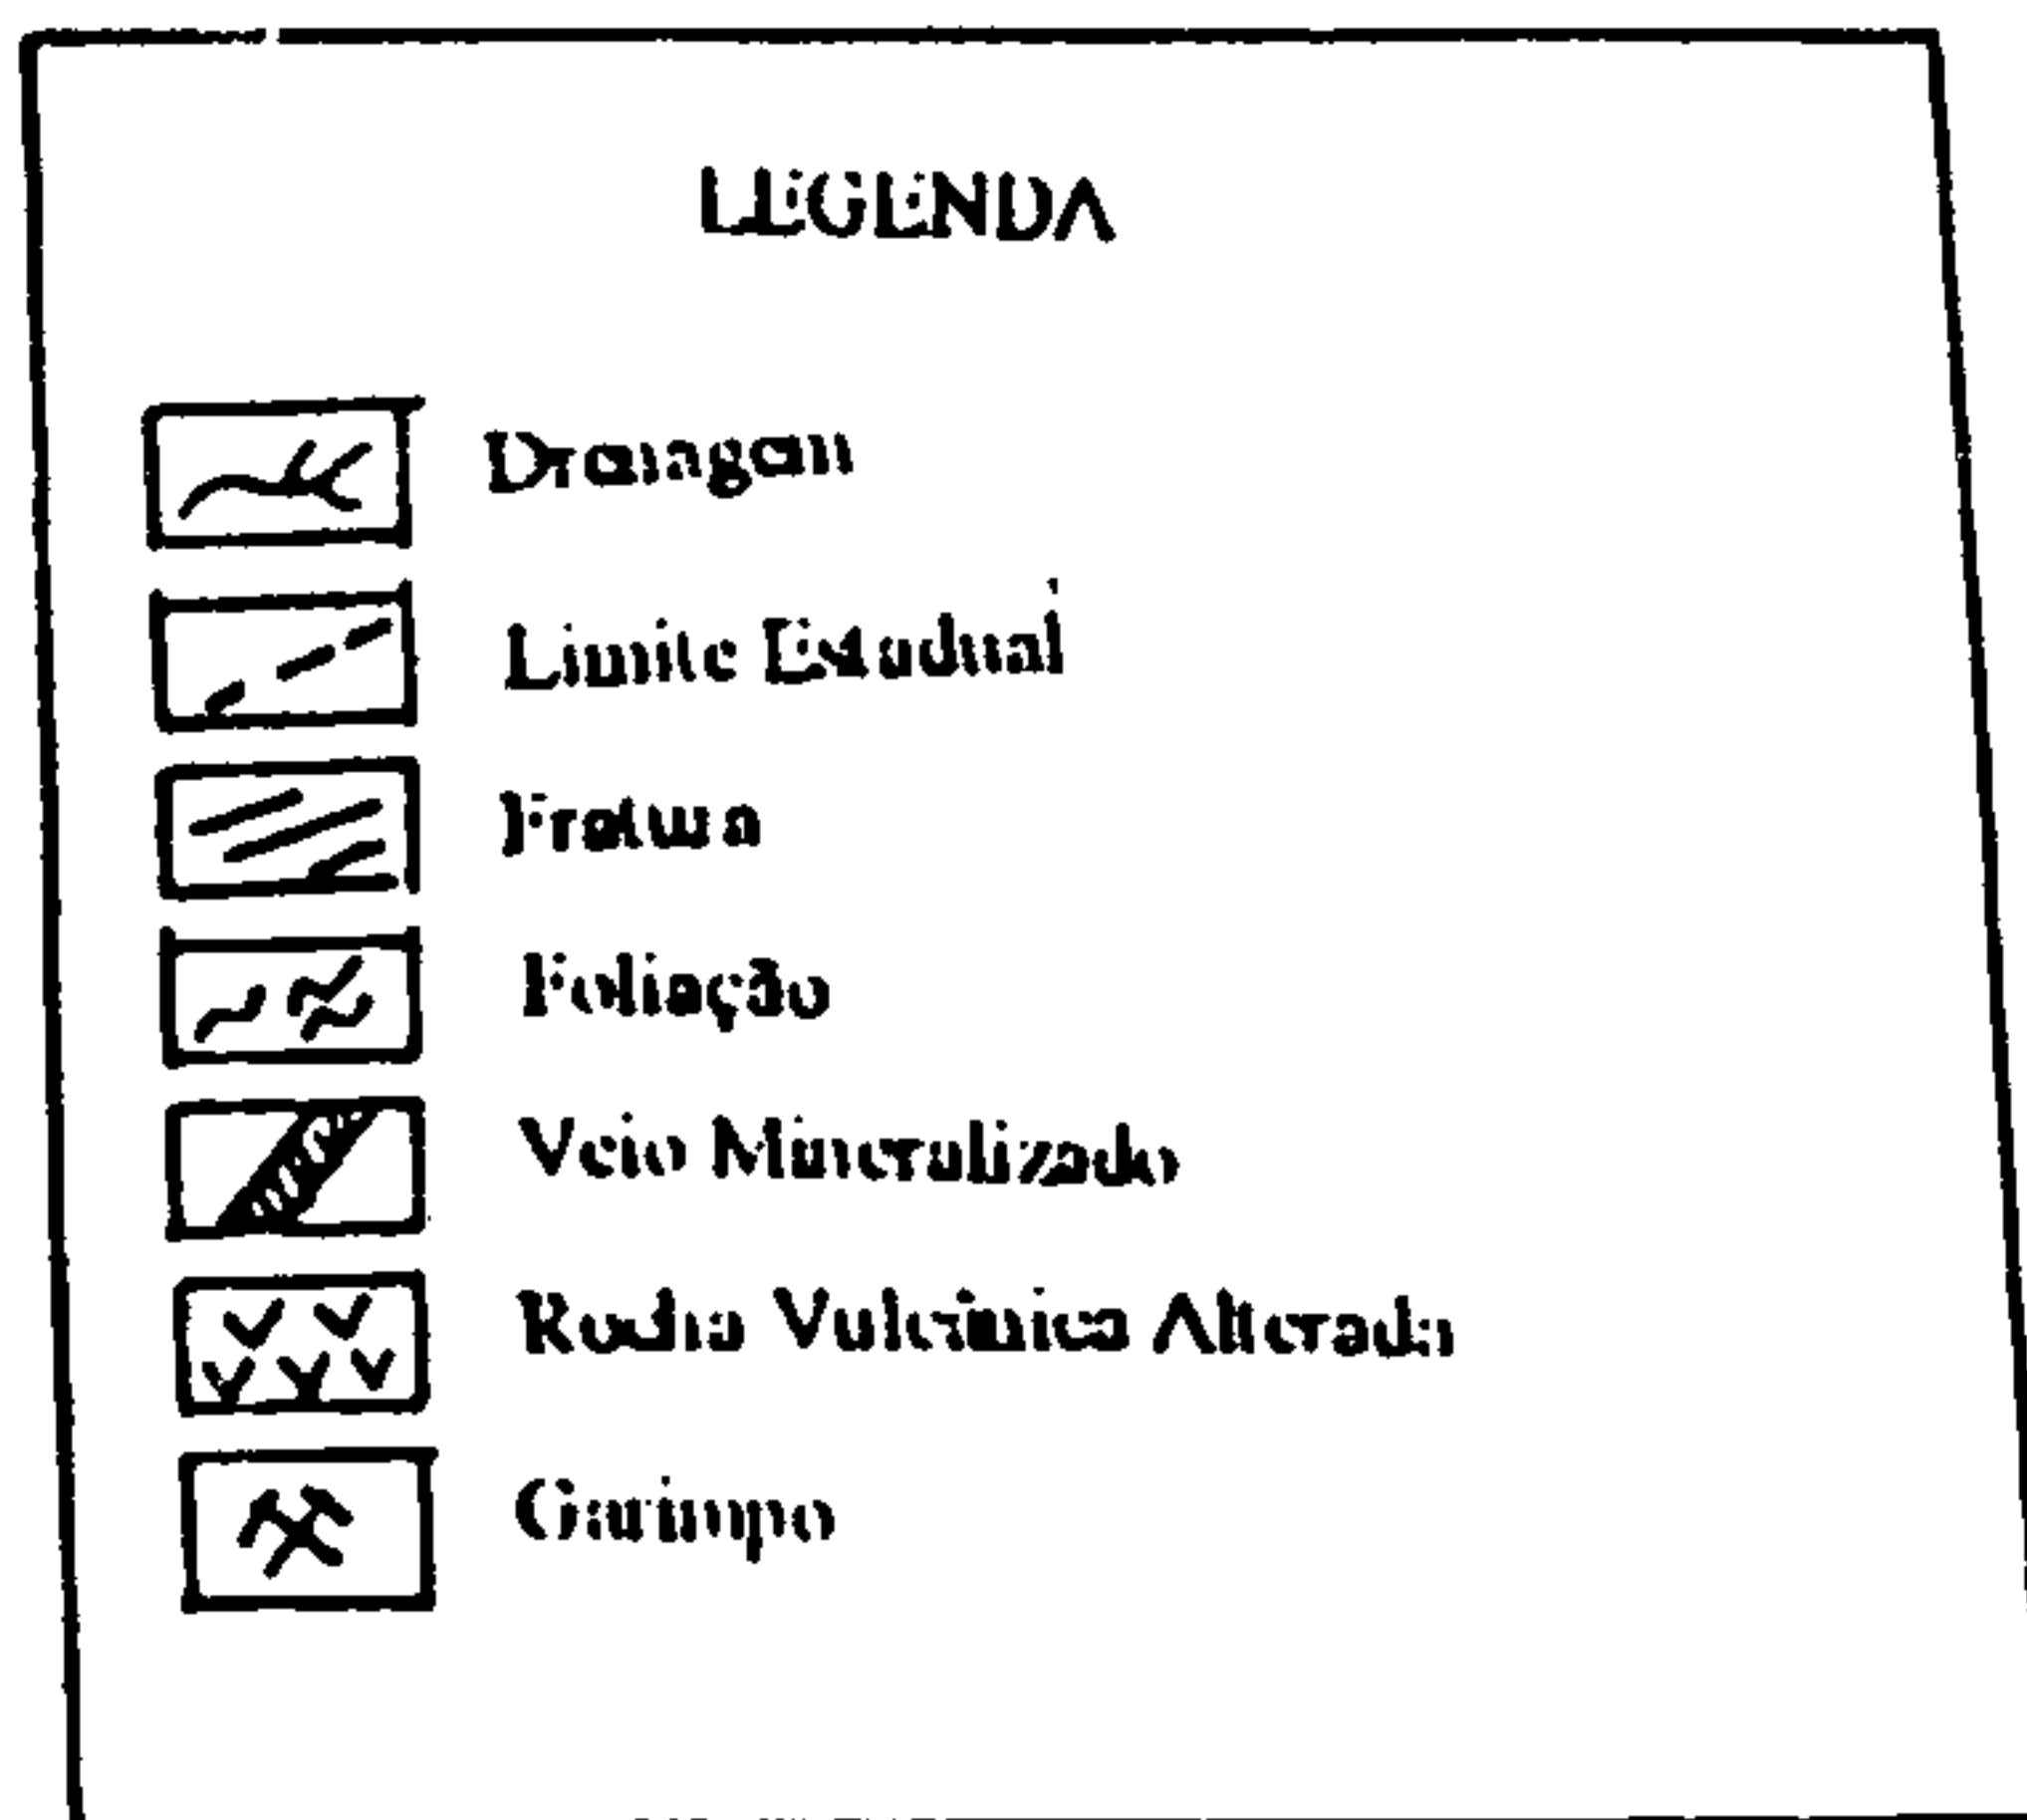 LEGENDA
Drenagem
Limite Estadual
Fratura
Foliação
Veio Mineralizado
Rocha Vulcânica Alterada
Garimpo